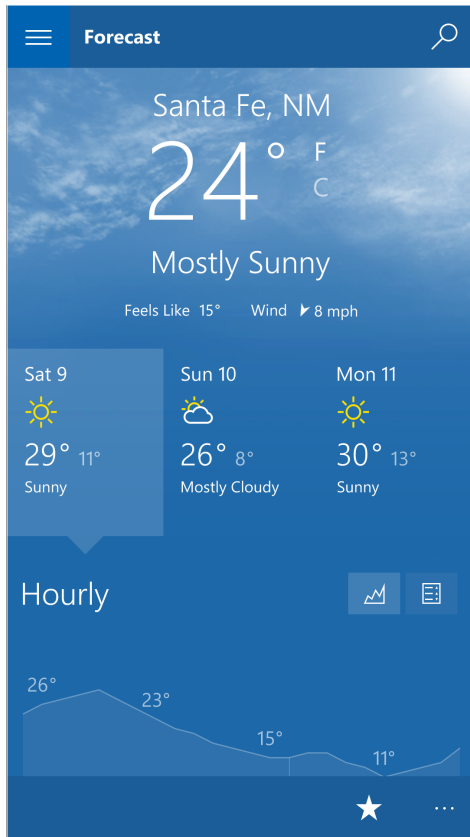 Forecast
Santa Fe, NM
24° F
C
Mostly Sunny
Feels Like 15° Wind 8 mph
Sat 9 Sun 10 Mon 11
29° 11° 26° 8° 30° 13°
Sunny Mostly Cloudy Sunny
Hourly
26°
23°
15°
11°